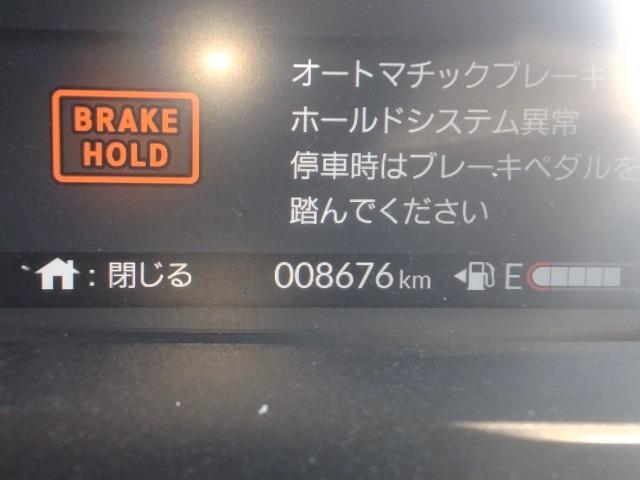 BRAKE
HOLD
オートマチックブレーキ
ホールドシステム異常
停車時はブレーキペダルを
踏んでください
: 閉じる
008676 km
E